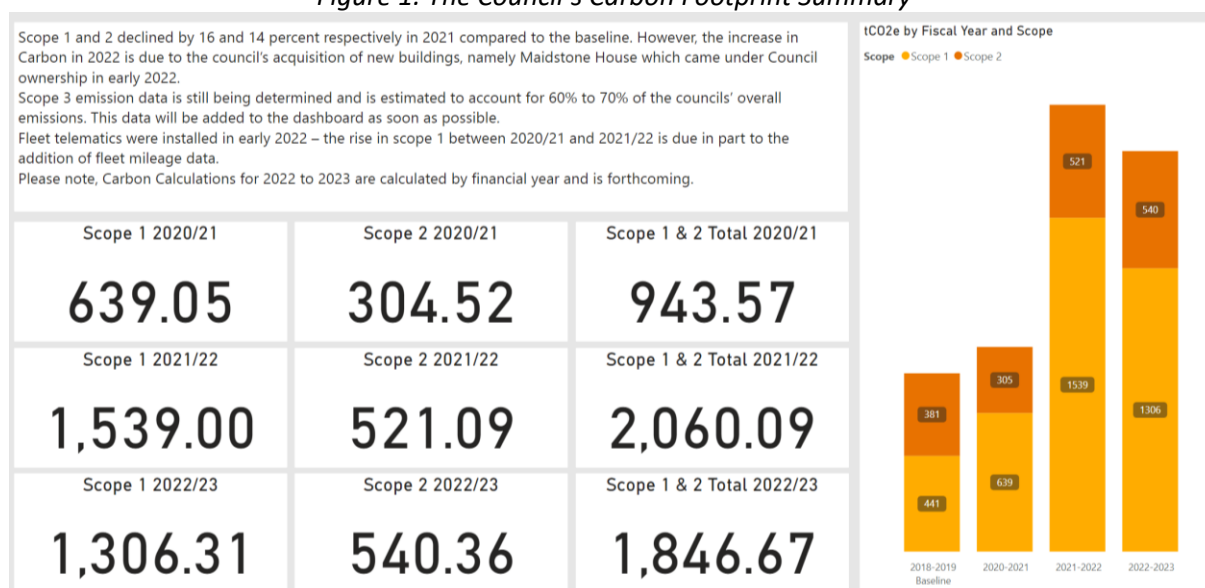 Figure 1: The Council's Carbon Footprint Summary
Scope 1 and 2 declined by 16 and 14 percent respectively in 2021 compared to the baseline. However, the increase in
Carbon in 2022 is due to the council's acquisition of new buildings, namely Maidstone House which came under Council
ownership in early 2022.
Scope 3 emission data is still being determined and is estimated to account for 60% to 70% of the councils' overall
emissions. This data will be added to the dashboard as soon as possible.
Fleet telematics were installed in early 2022 – the rise in scope 1 between 2020/21 and 2021/22 is due in part to the
addition of fleet mileage data.
Please note, Carbon Calculations for 2022 to 2023 are calculated by financial year and is forthcoming.
Scope 1 2020/21
639.05
Scope 2 2020/21
304.52
Scope 1 & 2 Total 2020/21
943.57
Scope 1 2021/22
1,539.00
Scope 2 2021/22
521.09
Scope 1 & 2 Total 2021/22
2,060.09
Scope 1 2022/23
1,306.31
Scope 2 2022/23
540.36
Scope 1 & 2 Total 2022/23
1,846.67
tCO2e by Fiscal Year and Scope
Scope Scope 1 Scope 2
381
441
305
639
521
1539
540
1306
2018-2019
Baseline
2020-2021
2021-2022
2022-2023